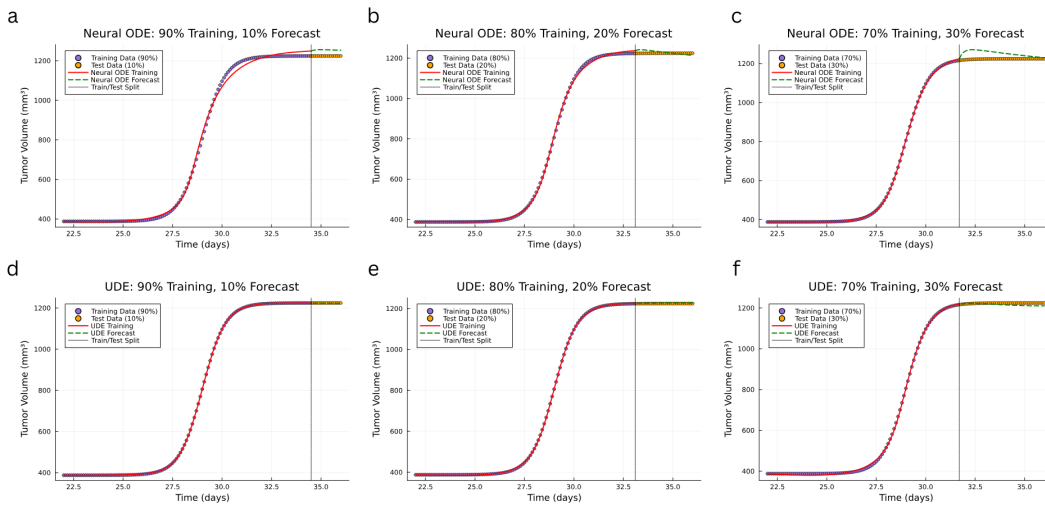 a
Neural ODE: 90% Training, 10% Forecast
Tumor Volume (mm³)
1200
1000
800
600
400
Training Data (90%)
Test Data (10%)
Neural ODE Training
Neural ODE Forecast
Train/Test Split
22.5 25.0 27.5 30.0 32.5 35.0
Time (days)
b
Neural ODE: 80% Training, 20% Forecast
Tumor Volume (mm³)
1200
1000
800
600
400
Training Data (80%)
Test Data (20%)
Neural ODE Training
Neural ODE Forecast
Train/Test Split
22.5 25.0 27.5 30.0 32.5 35.0
Time (days)
c
Neural ODE: 70% Training, 30% Forecast
Tumor Volume (mm³)
1200
1000
800
600
400
Training Data (70%)
Test Data (30%)
Neural ODE Training
Neural ODE Forecast
Train/Test Split
22.5 25.0 27.5 30.0 32.5 35.0
Time (days)
d
UDE: 90% Training, 10% Forecast
Tumor Volume (mm³)
1200
1000
800
600
400
Training Data (90%)
Test Data (10%)
UDE Training
UDE Forecast
Train/Test Split
22.5 25.0 27.5 30.0 32.5 35.0
Time (days)
e
UDE: 80% Training, 20% Forecast
Tumor Volume (mm³)
1200
1000
800
600
400
Training Data (80%)
Test Data (20%)
UDE Training
UDE Forecast
Train/Test Split
22.5 25.0 27.5 30.0 32.5 35.0
Time (days)
f
UDE: 70% Training, 30% Forecast
Tumor Volume (mm³)
1200
1000
800
600
400
Training Data (70%)
Test Data (30%)
UDE Training
UDE Forecast
Train/Test Split
22.5 25.0 27.5 30.0 32.5 35.0
Time (days)